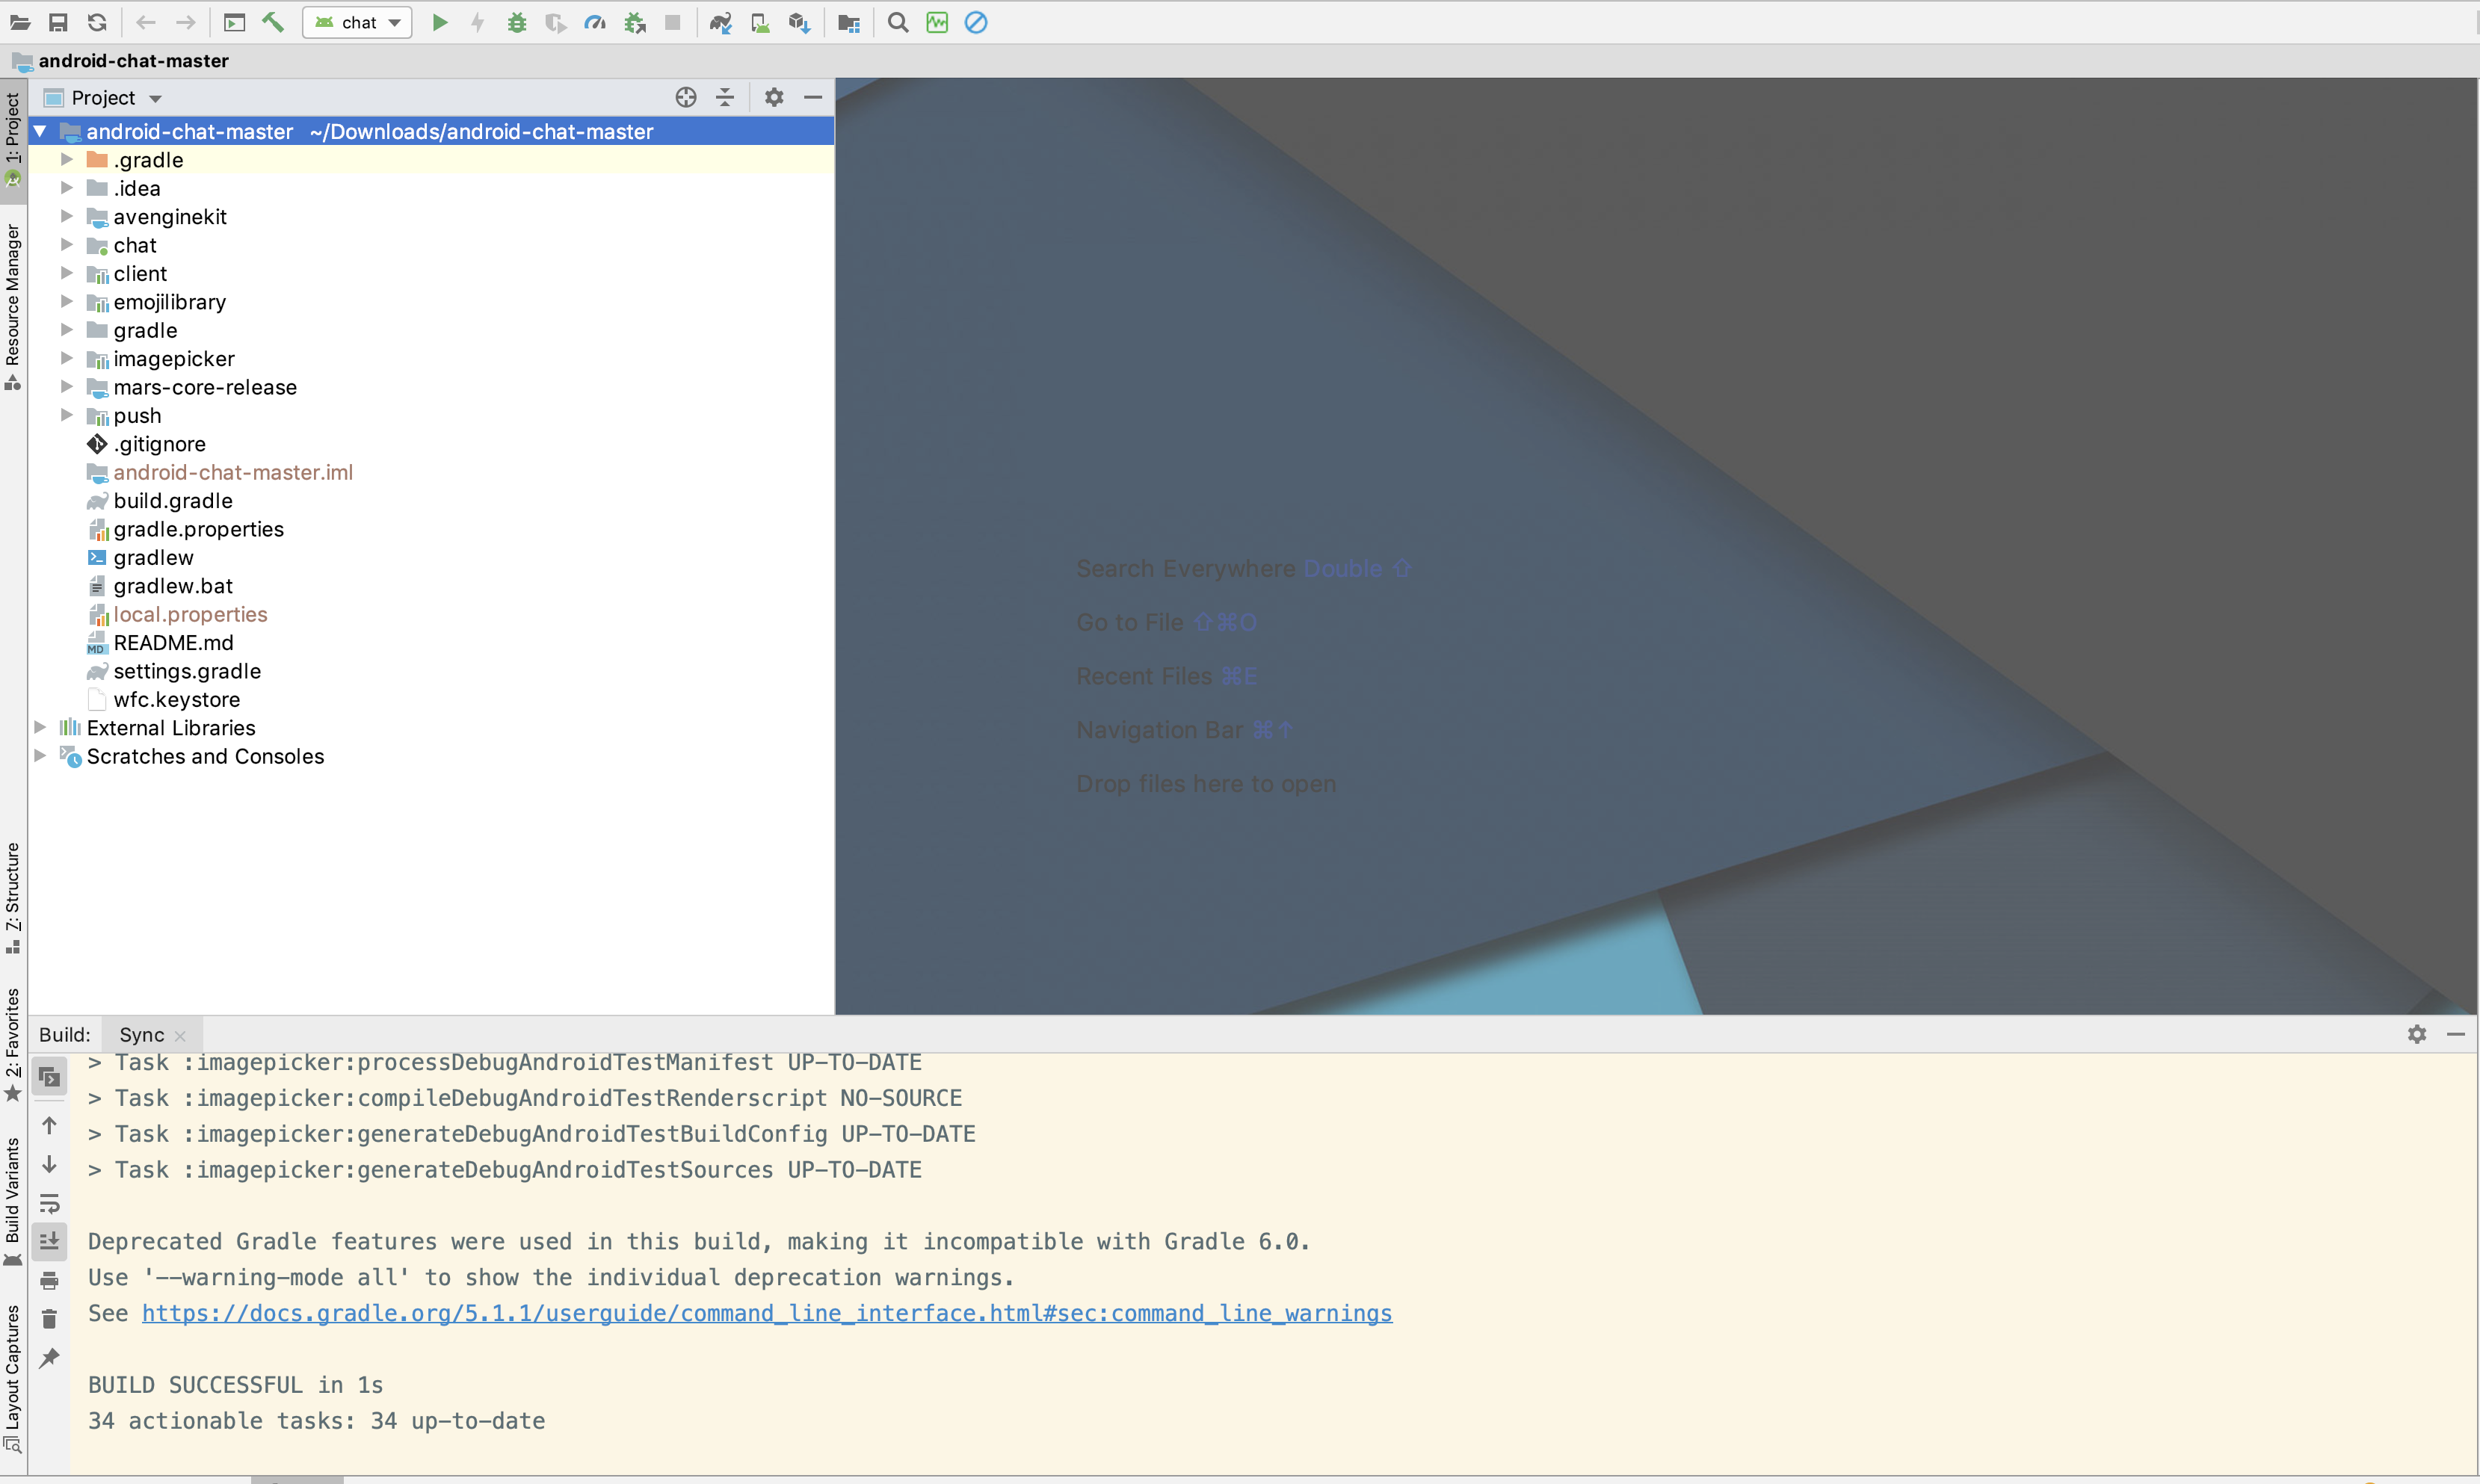 chat
android-chat-master
Project
android-chat-master ~/Downloads/android-chat-master
.gradle
.idea
avenginekit
chat
client
emojilibrary
gradle
imagepicker
mars-core-release
push
.gitignore
android-chat-master.iml
build.gradle
gradle.properties
gradlew
gradlew.bat
local.properties
MD README.md
settings.gradle
wfc.keystore
External Libraries
Scratches and Consoles
1: Project
Resource Manager
7: Structure
2: Favorites
Build Variants
Layout Captures
Search Everywhere Double ⇧
Go to File ⇧⌘O
Recent Files ⌘E
Navigation Bar ⌘↑
Drop files here to open
Build: Sync
> Task :imagepicker:processDebugAndroidTestManifest UP-TO-DATE
> Task :imagepicker:compileDebugAndroidTestRenderscript NO-SOURCE
> Task :imagepicker:generateDebugAndroidTestBuildConfig UP-TO-DATE
> Task :imagepicker:generateDebugAndroidTestSources UP-TO-DATE
Deprecated Gradle features were used in this build, making it incompatible with Gradle 6.0.
Use '--warning-mode all' to show the individual deprecation warnings.
See https://docs.gradle.org/5.1.1/userguide/command_line_interface.html#sec:command_line_warnings
BUILD SUCCESSFUL in 1s
34 actionable tasks: 34 up-to-date